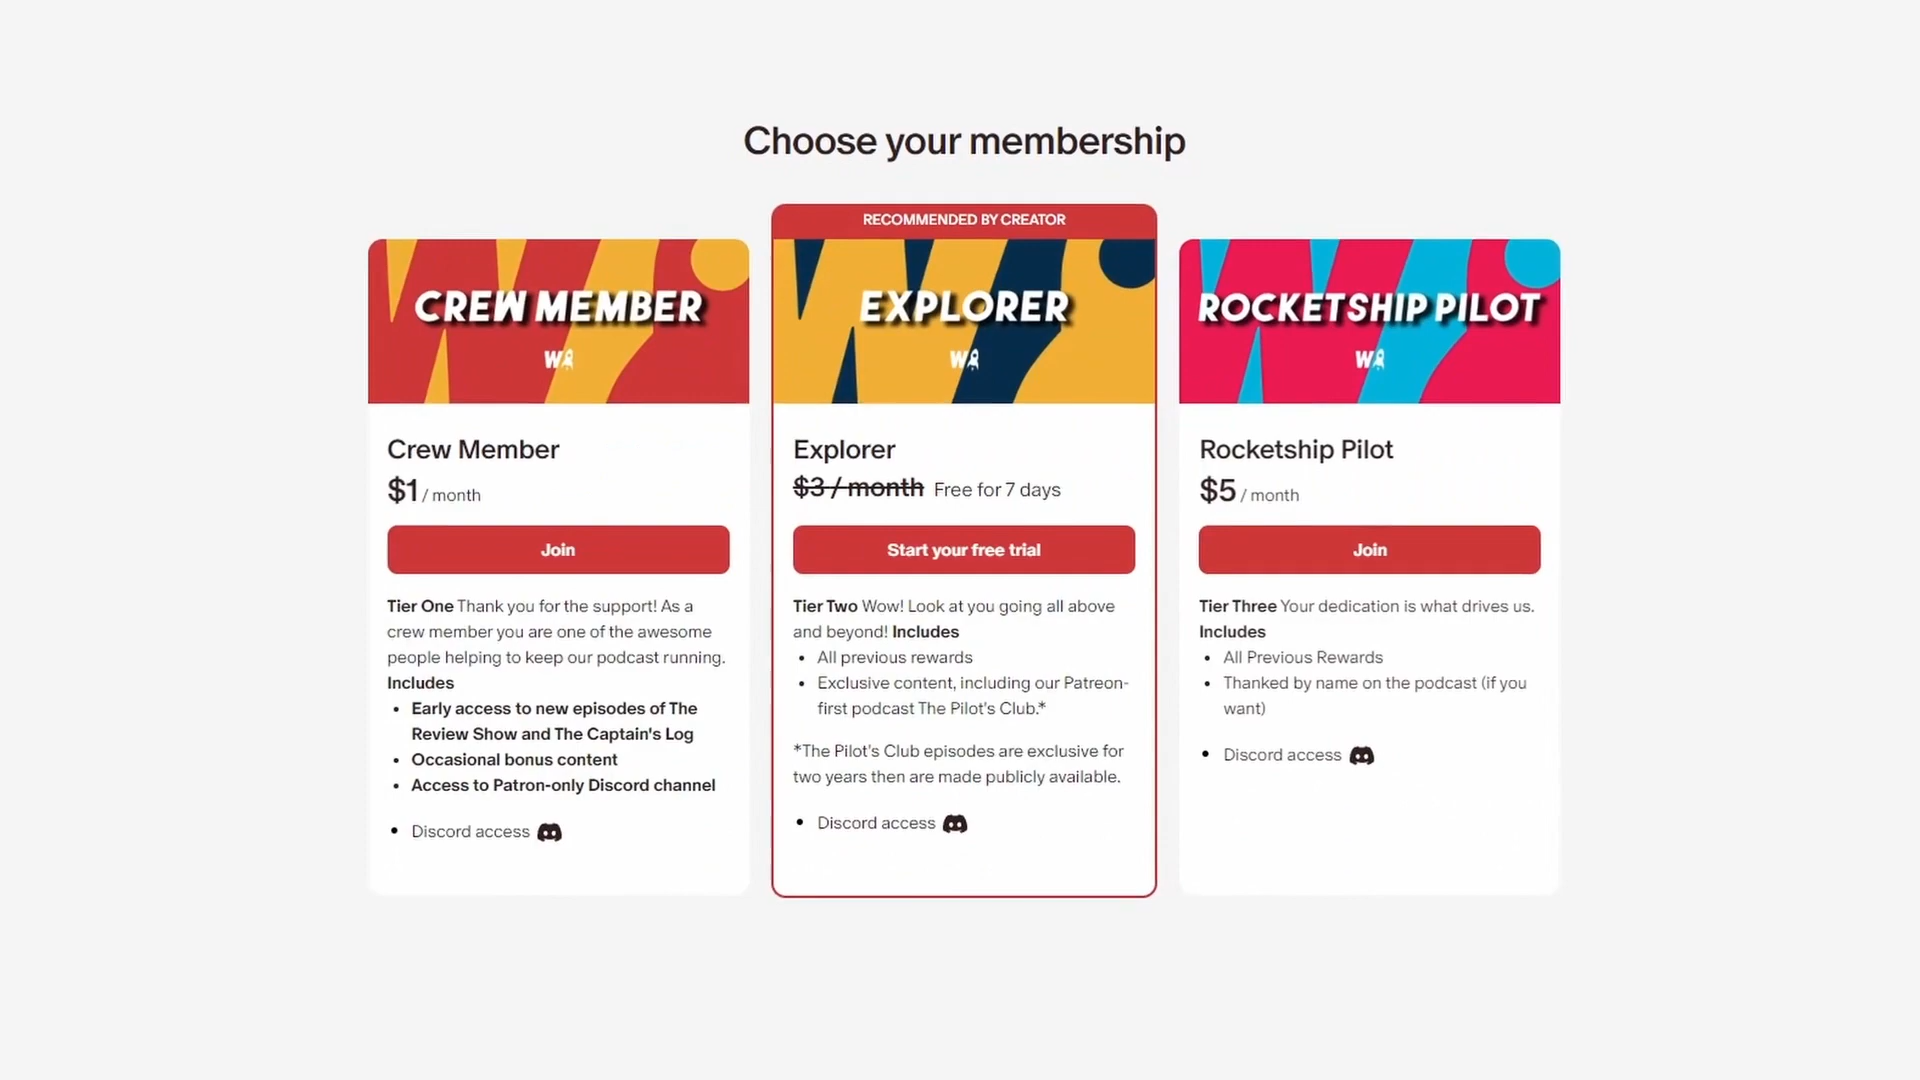 Choose your membership
CREW MEMBER
W
Crew Member
$1 / month
Join
Tier One Thank you for the support! As a
crew member you are one of the awesome
people helping to keep our podcast running.
Includes
• Early access to new episodes of The
Review Show and The Captain's Log
• Occasional bonus content
• Access to Patron-only Discord channel
• Discord access
RECOMMENDED BY CREATOR
EXPLORER
W
Explorer
$3 / month Free for 7 days
Start your free trial
Tier Two Wow! Look at you going all above
and beyond! Includes
• All previous rewards
• Exclusive content, including our Patreon-
first podcast The Pilot's Club.*
*The Pilot's Club episodes are exclusive for
two years then are made publicly available.
• Discord access
ROCKETSHIP PILOT
W
Rocketship Pilot
$5 / month
Join
Tier Three Your dedication is what drives us.
Includes
• All Previous Rewards
• Thanked by name on the podcast (if you
want)
• Discord access